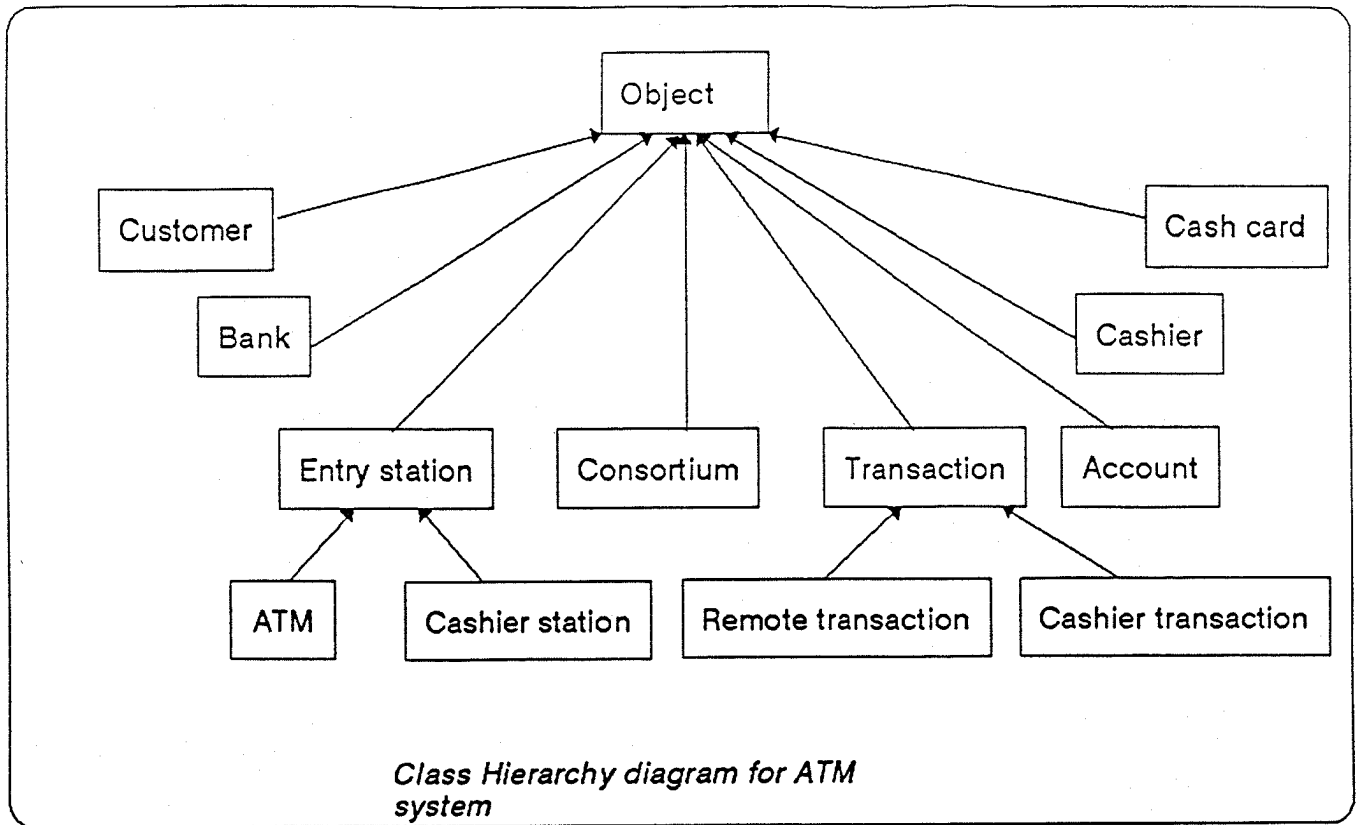 Object
Customer
Cash card
Bank
Cashier
Entry station
Consortium
Transaction
Account
ATM
Cashier station
Remote transaction
Cashier transaction
Class Hierarchy diagram for ATM
system